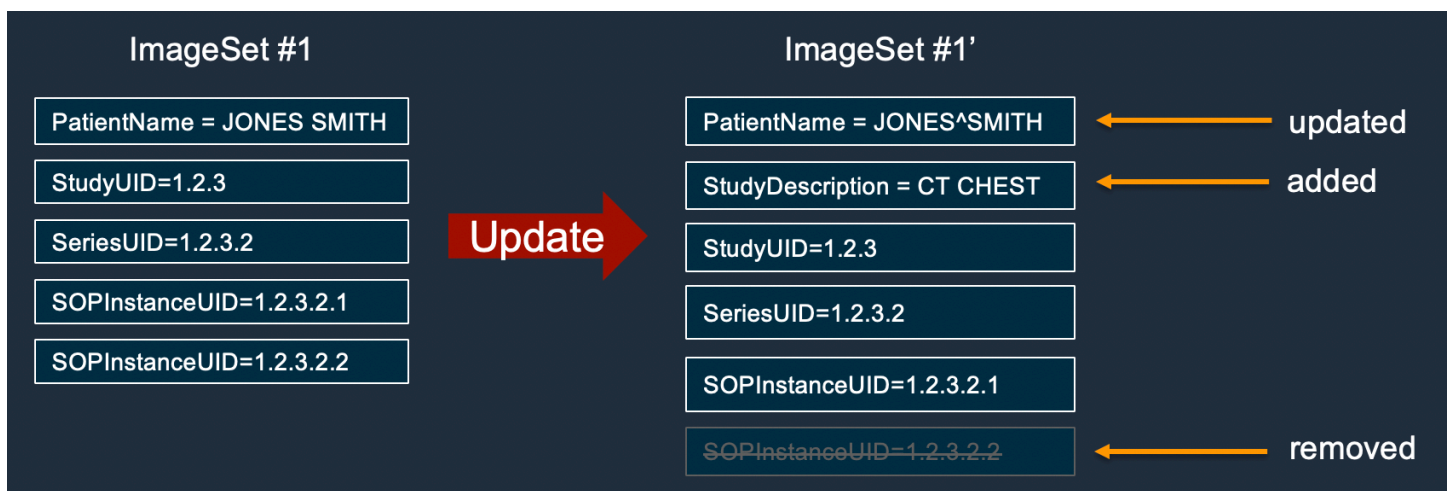 ImageSet #1
PatientName = JONES SMITH
StudyUID=1.2.3
SeriesUID=1.2.3.2
SOPInstanceUID=1.2.3.2.1
SOPInstanceUID=1.2.3.2.2
Update
ImageSet #1’
PatientName = JONES^SMITH
updated
StudyDescription = CT CHEST
added
StudyUID=1.2.3
SeriesUID=1.2.3.2
SOPInstanceUID=1.2.3.2.1
SOPInstanceUID=1.2.3.2.2
removed